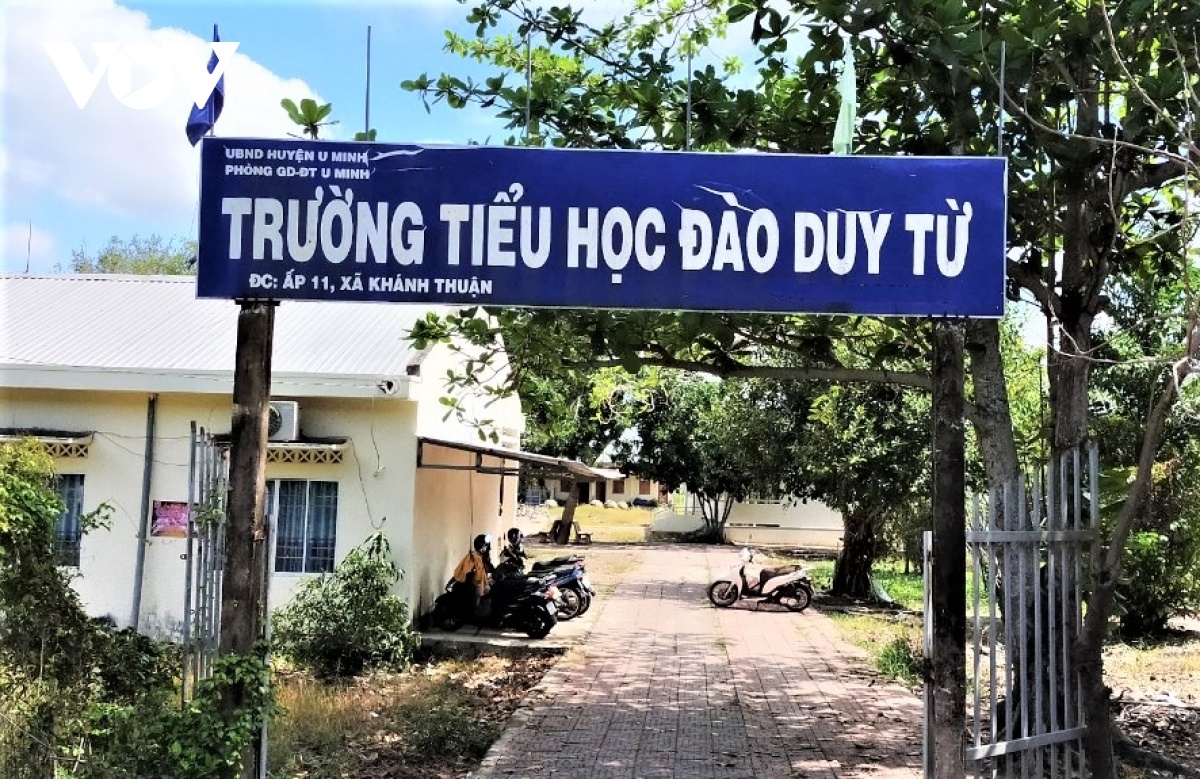 VOV
UBND HUYỆN U MINH
PHÒNG GD-ĐT U MINH
TRƯỜNG TIỂU HỌC ĐÀO DUY TỪ
ĐC: ẤP 11, XÃ KHÁNH THUẬN